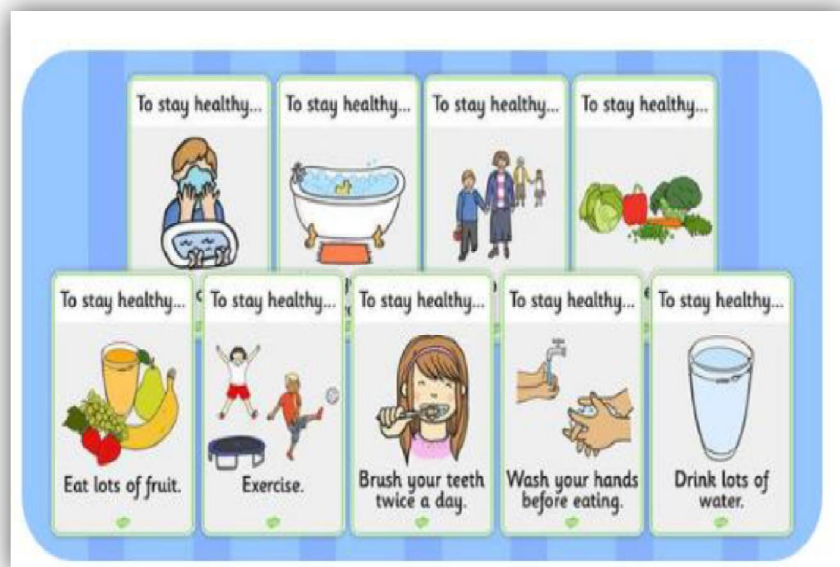 To stay healthy...
To stay healthy...
To stay healthy...
To stay healthy...
To stay healthy...
Eat lots of fruit.
To stay healthy...
Exercise.
To stay healthy...
Brush your teeth
twice a day.
To stay healthy...
Wash your hands
before eating.
To stay healthy...
Drink lots of
water.